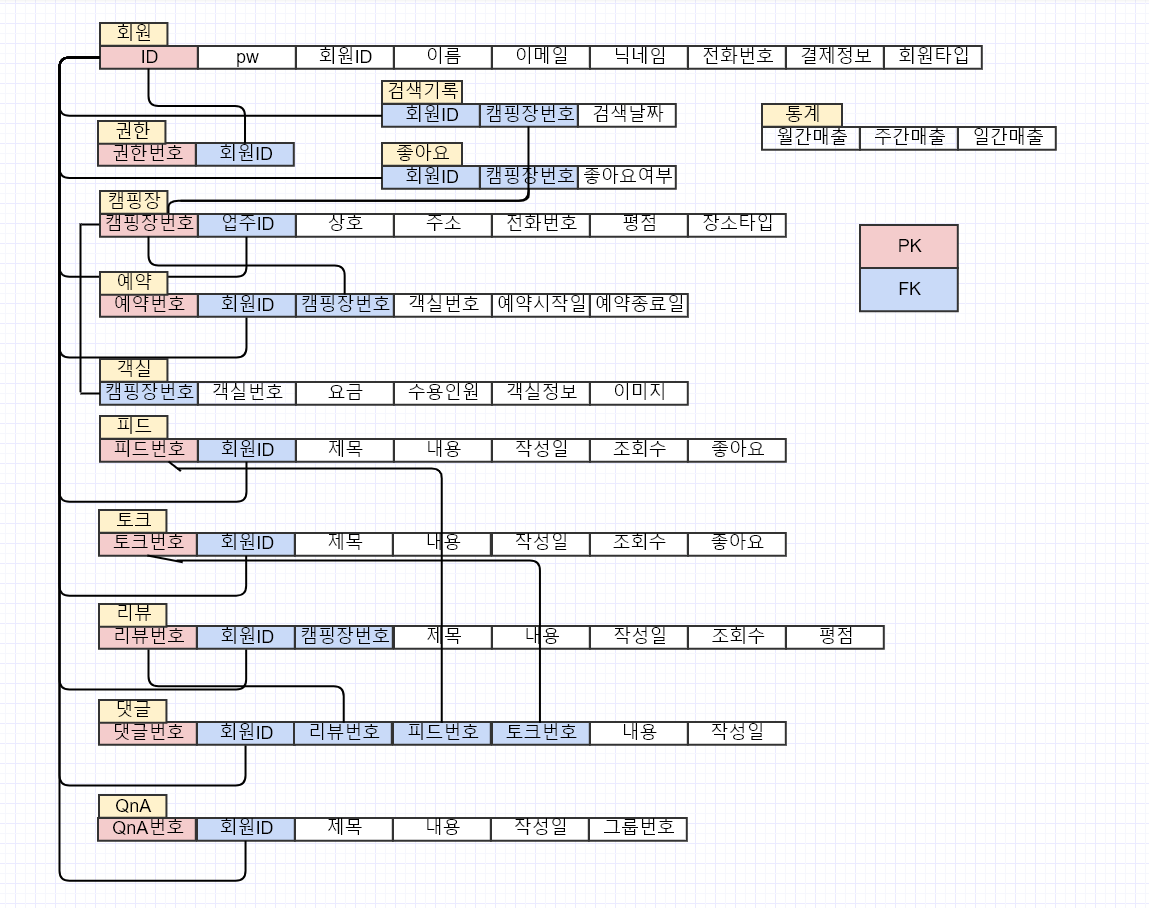 회원
ID pw 회원ID 이름 이메일 닉네임 전화번호 결제정보 회원타입
검색기록
회원ID 캠핑장번호 검색날짜
통계
월간매출 주간매출 일간매출
권한
권한번호 회원ID
좋아요
회원ID 캠핑장번호 좋아요여부
캠핑장
캠핑장번호 업주ID 상호 주소 전화번호 평점 장소타입
PK
FK
예약
예약번호 회원ID 캠핑장번호 객실번호 예약시작일 예약종료일
객실
캠핑장번호 객실번호 요금 수용인원 객실정보 이미지
피드
피드번호 회원ID 제목 내용 작성일 조회수 좋아요
토크
토크번호 회원ID 제목 내용 작성일 조회수 좋아요
리뷰
리뷰번호 회원ID 캠핑장번호 제목 내용 작성일 조회수 평점
댓글
댓글번호 회원ID 리뷰번호 피드번호 토크번호 내용 작성일
QnA
QnA번호 회원ID 제목 내용 작성일 그룹번호